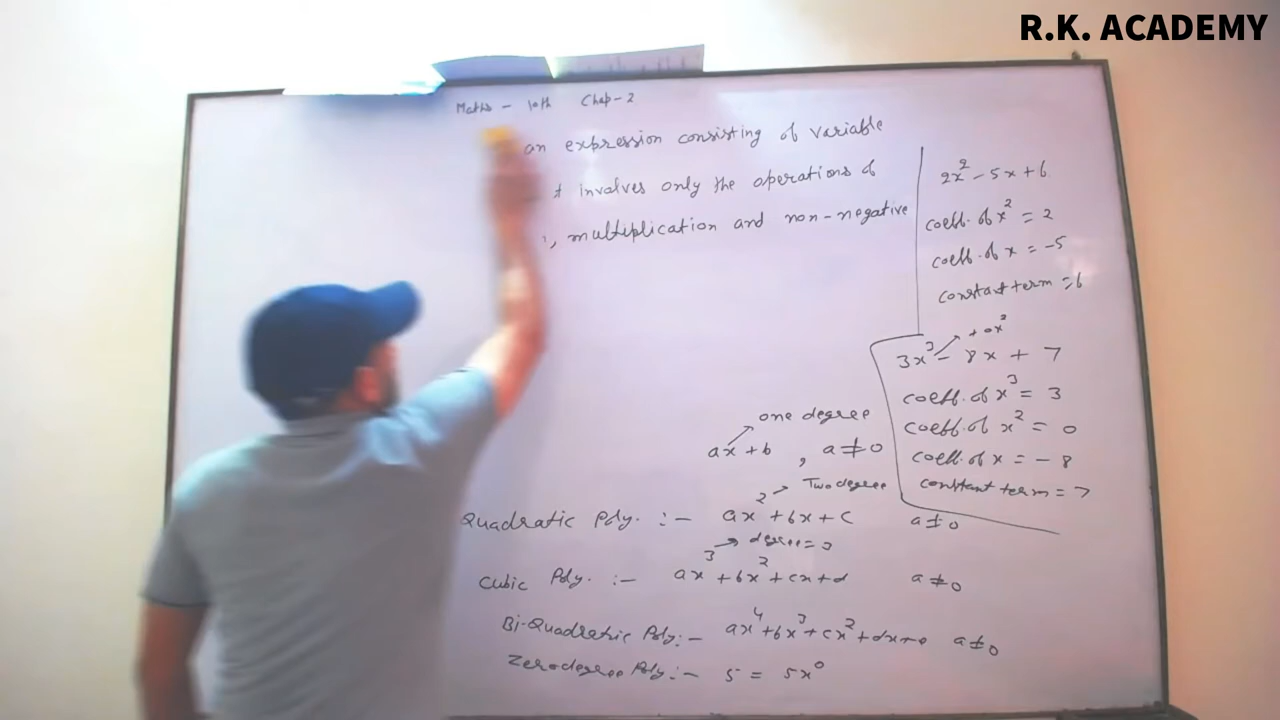 R.K. ACADEMY
Maths - 10th Chap-2
an expression consisting of variable
involves only the operations of
, multiplication and non-negative
2x² - 5x + 6
coeff. of x² = 2
coeff. of x = -5
constant term = 6
+ 0x²
3x³ - 8x + 7
coeff. of x³ = 3
coeff. of x² = 0
coeff. of x = - 8
constant term = 7
one degree
ax + b , a ≠ 0
Two degree
Quadratic Poly. :- ax² + bx + c a ≠ 0
degree = 3
Cubic Poly. :- ax³ + bx² + cx + d a ≠ 0
Bi-Quadratic Poly:- ax⁴ + bx³ + cx² + dx + e a ≠ 0
Zero degree Poly:- 5 = 5x⁰